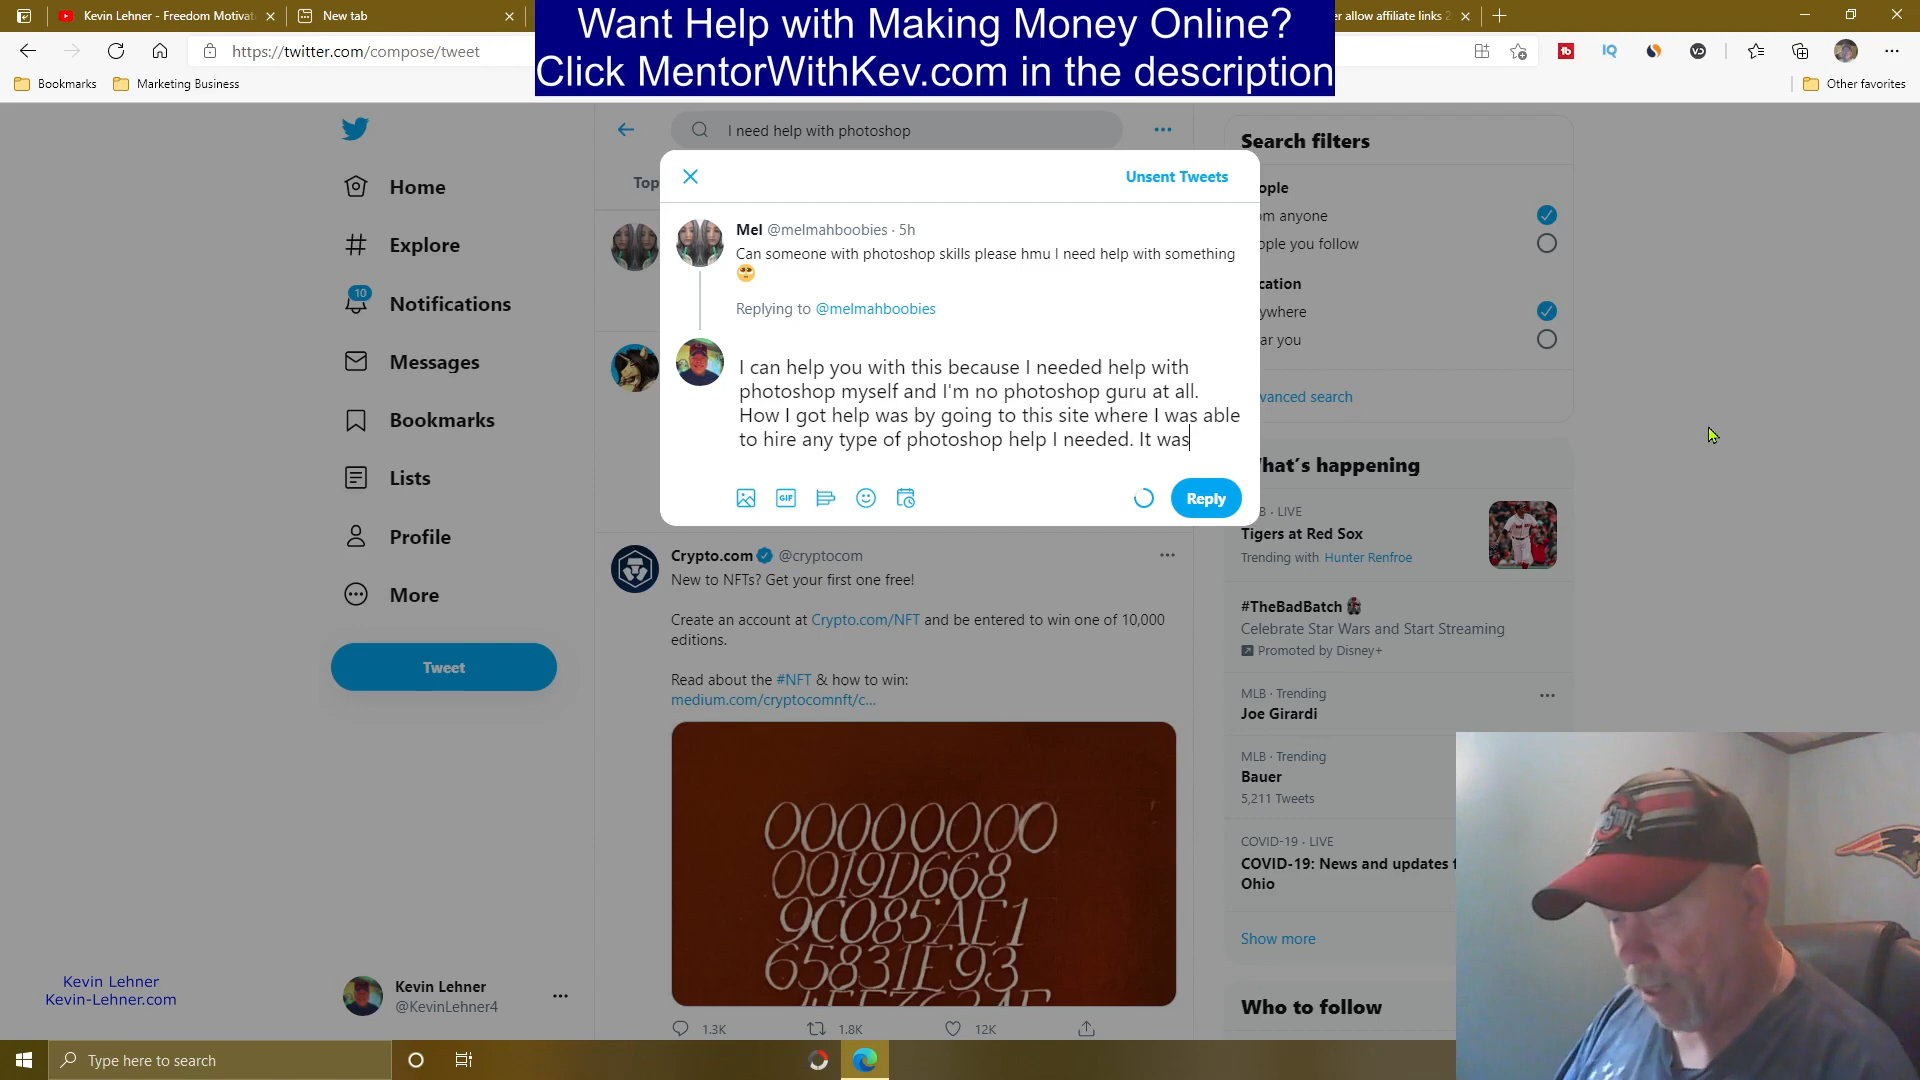 Kevin Lehner - Freedom Motivat
New tab
er allow affiliate links 2
Want Help with Making Money Online?
Click MentorWithKev.com in the description
https://twitter.com/compose/tweet
Bookmarks
Marketing Business
Other favorites
I need help with photoshop
Top
Home
Explore
10
Notifications
Messages
Bookmarks
Lists
Profile
More
Tweet
Kevin Lehner
Kevin-Lehner.com
Kevin Lehner
@KevinLehner4
Unsent Tweets
Mel @melmahboobies · 5h
Can someone with photoshop skills please hmu I need help with something
🥺
Replying to @melmahboobies
I can help you with this because I needed help with
photoshop myself and I'm no photoshop guru at all.
How I got help was by going to this site where I was able
to hire any type of photoshop help I needed. It was
GIF
Reply
Crypto.com @cryptocom
New to NFTs? Get your first one free!
Create an account at Crypto.com/NFT and be entered to win one of 10,000
editions.
Read about the #NFT & how to win:
medium.com/cryptocomnft/c...
00000000
0019D668
9C085AE1
65831E93
1.3K
1.8K
12K
Search filters
ople
m anyone
ople you follow
cation
ywhere
ar you
vanced search
hat's happening
B · LIVE
Tigers at Red Sox
Trending with Hunter Renfroe
#TheBadBatch
Celebrate Star Wars and Start Streaming
Promoted by Disney+
MLB · Trending
Joe Girardi
MLB · Trending
Bauer
5,211 Tweets
COVID-19 · LIVE
COVID-19: News and updates f
Ohio
Show more
Who to follow
Type here to search